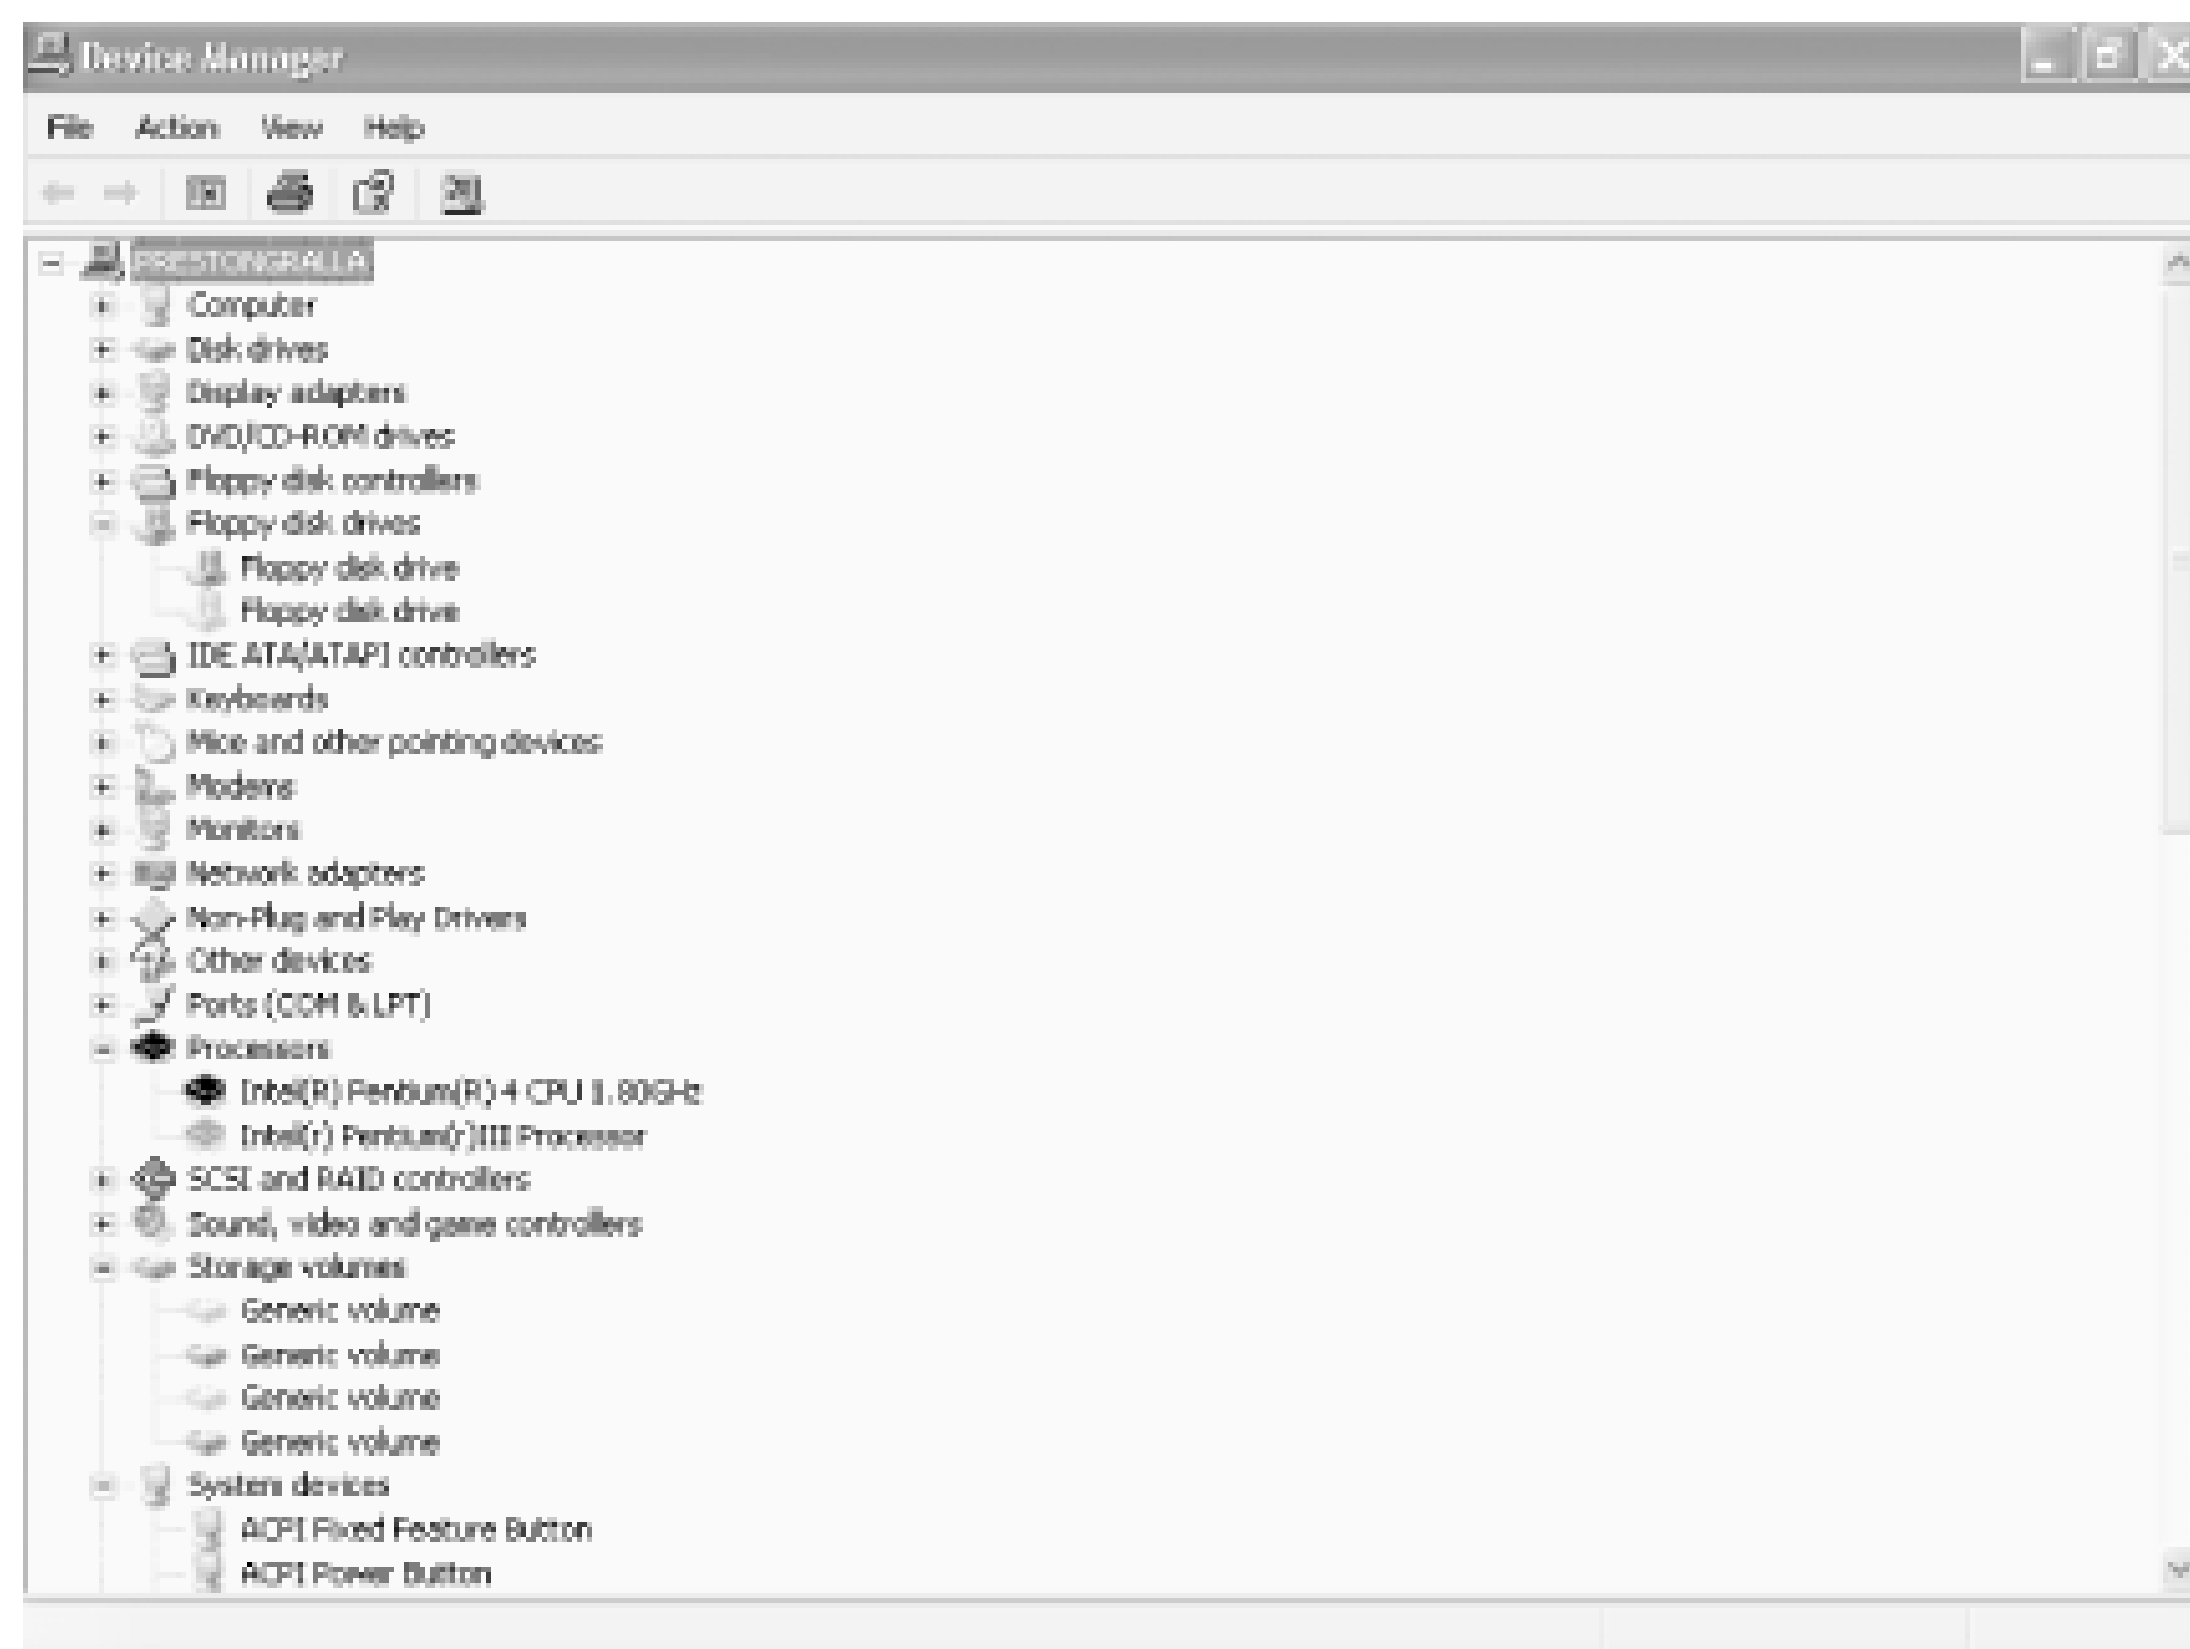 Device Manager
File Action View Help
PRESTONGRALLA
Computer
Disk drives
Display adapters
DVD/CD-ROM drives
Floppy disk controllers
Floppy disk drives
Floppy disk drive
Floppy disk drive
IDE ATA/ATAPI controllers
Keyboards
Mice and other pointing devices
Modems
Monitors
Network adapters
Non-Plug and Play Drivers
Other devices
Ports (COM & LPT)
Processors
Intel(R) Pentium(R) 4 CPU 1.80GHz
Intel(r) Pentium(r)III Processor
SCSI and RAID controllers
Sound, video and game controllers
Storage volumes
Generic volume
Generic volume
Generic volume
Generic volume
System devices
ACPI Fixed Feature Button
ACPI Power Button